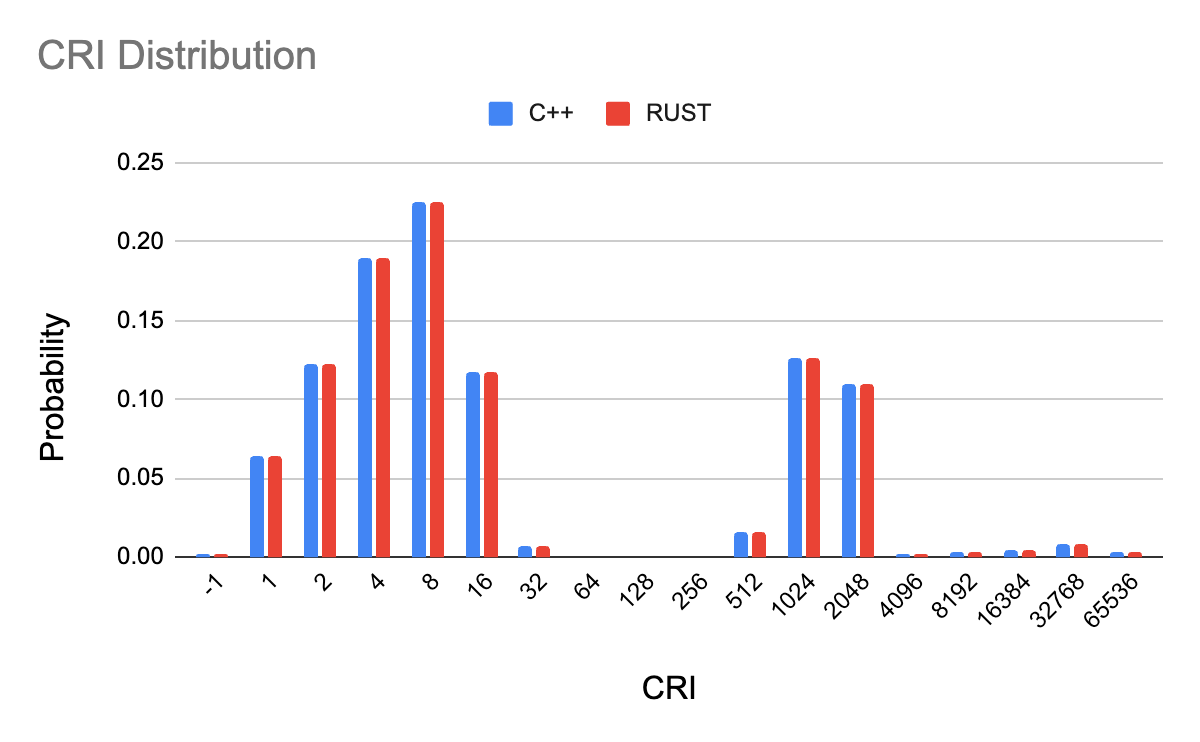 CRI Distribution
C++ RUST
0.25
0.20
0.15
0.10
0.05
0.00
Probability
-1 1 2 4 8 16 32 64 128 256 512 1024 2048 4096 8192 16384 32768 65536
CRI